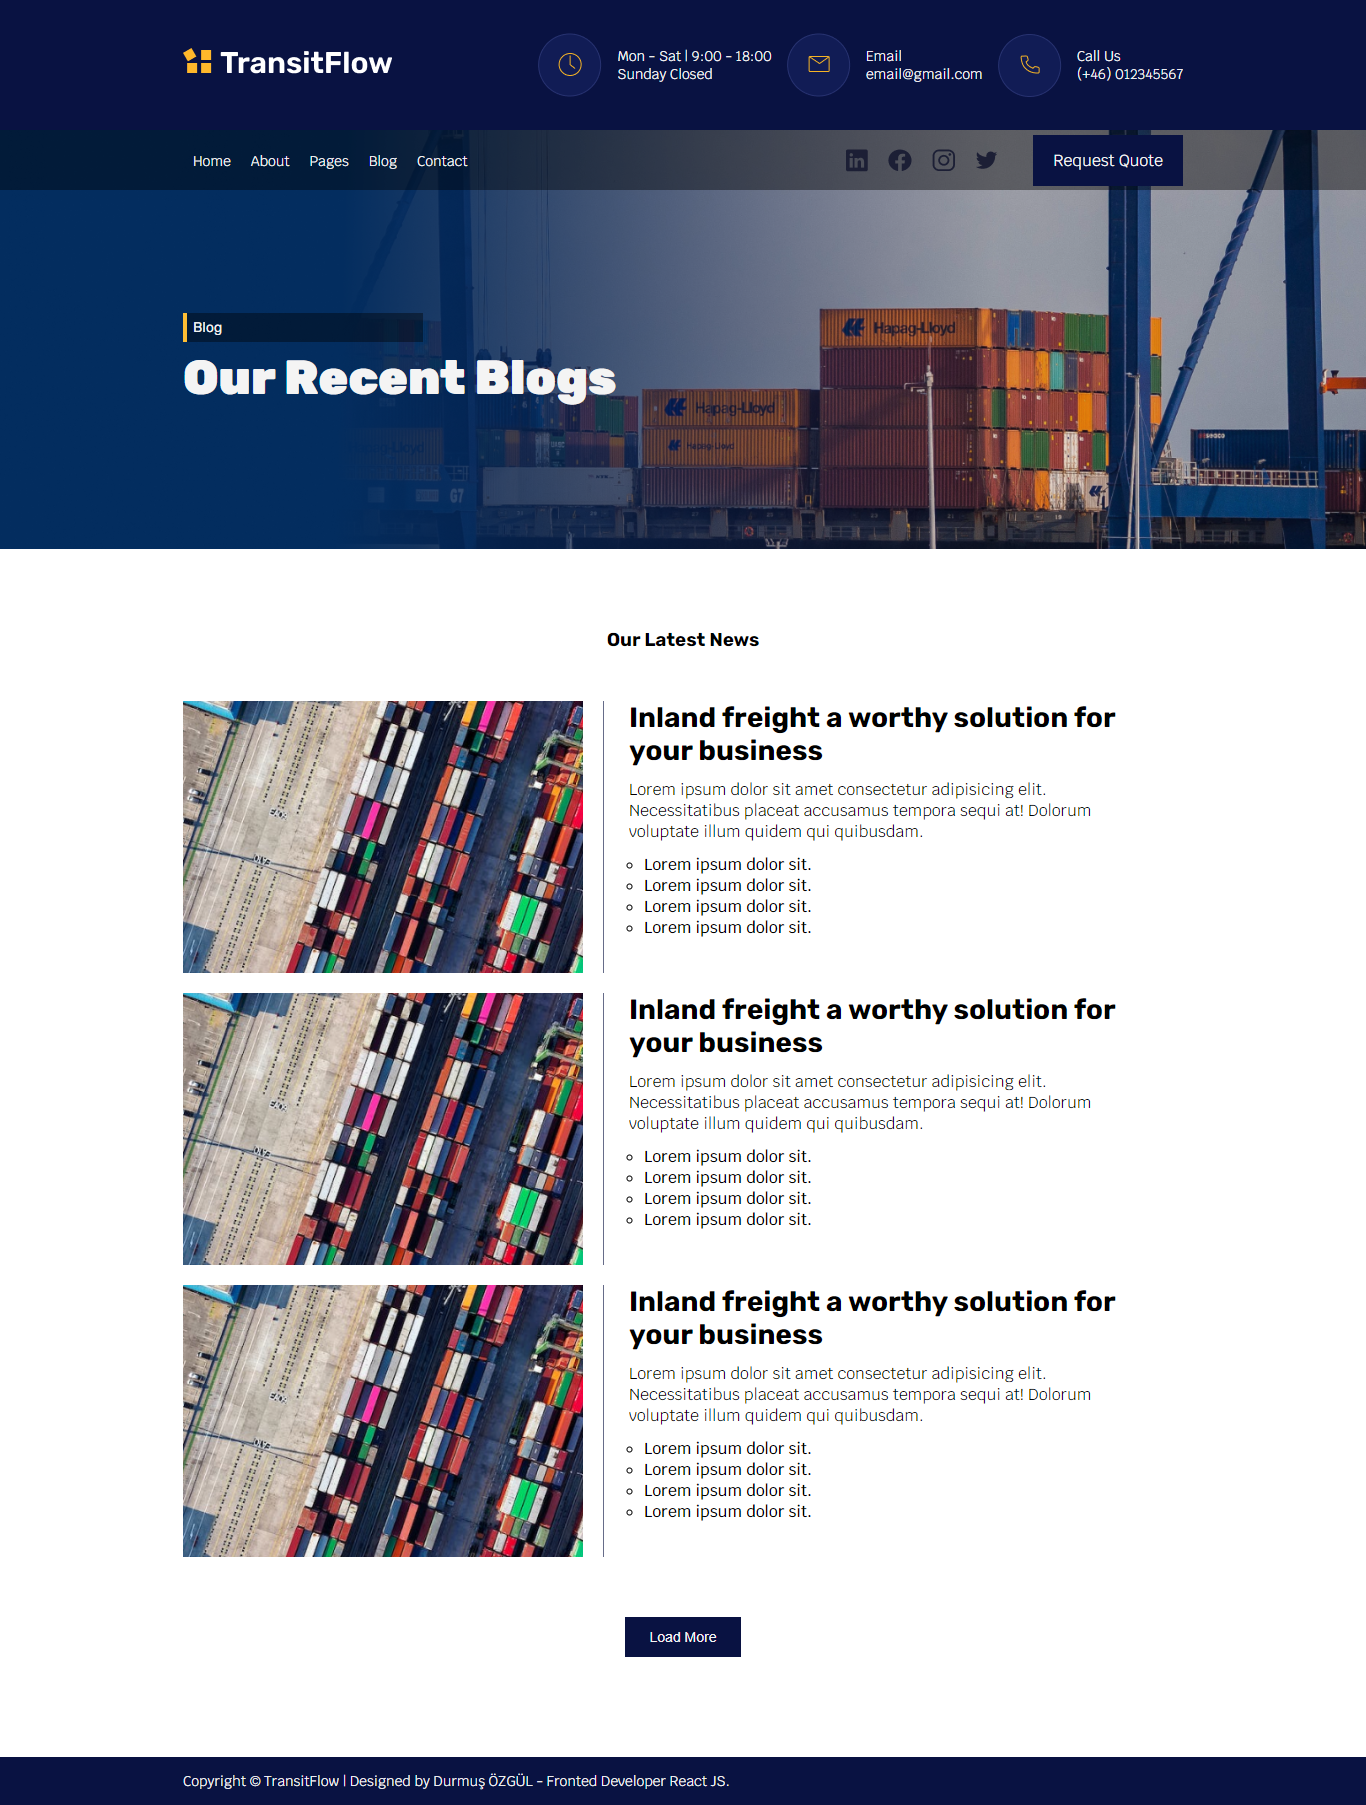 TransitFlow
Mon - Sat | 9:00 - 18:00
Sunday Closed
Email
email@gmail.com
Call Us
(+46) 012345567
Home About Pages Blog Contact
Request Quote
Blog
Our Recent Blogs
Hapag-Lloyd
Hapag-Lloyd
Hapag-Lloyd
G7
Our Latest News
Inland freight a worthy solution for
your business
Lorem ipsum dolor sit amet consectetur adipisicing elit.
Necessitatibus placeat accusamus tempora sequi at! Dolorum
voluptate illum quidem qui quibusdam.
Lorem ipsum dolor sit.
Lorem ipsum dolor sit.
Lorem ipsum dolor sit.
Lorem ipsum dolor sit.
Inland freight a worthy solution for
your business
Lorem ipsum dolor sit amet consectetur adipisicing elit.
Necessitatibus placeat accusamus tempora sequi at! Dolorum
voluptate illum quidem qui quibusdam.
Lorem ipsum dolor sit.
Lorem ipsum dolor sit.
Lorem ipsum dolor sit.
Lorem ipsum dolor sit.
Inland freight a worthy solution for
your business
Lorem ipsum dolor sit amet consectetur adipisicing elit.
Necessitatibus placeat accusamus tempora sequi at! Dolorum
voluptate illum quidem qui quibusdam.
Lorem ipsum dolor sit.
Lorem ipsum dolor sit.
Lorem ipsum dolor sit.
Lorem ipsum dolor sit.
Load More
Copyright © TransitFlow | Designed by Durmuş ÖZGÜL - Fronted Developer React JS.